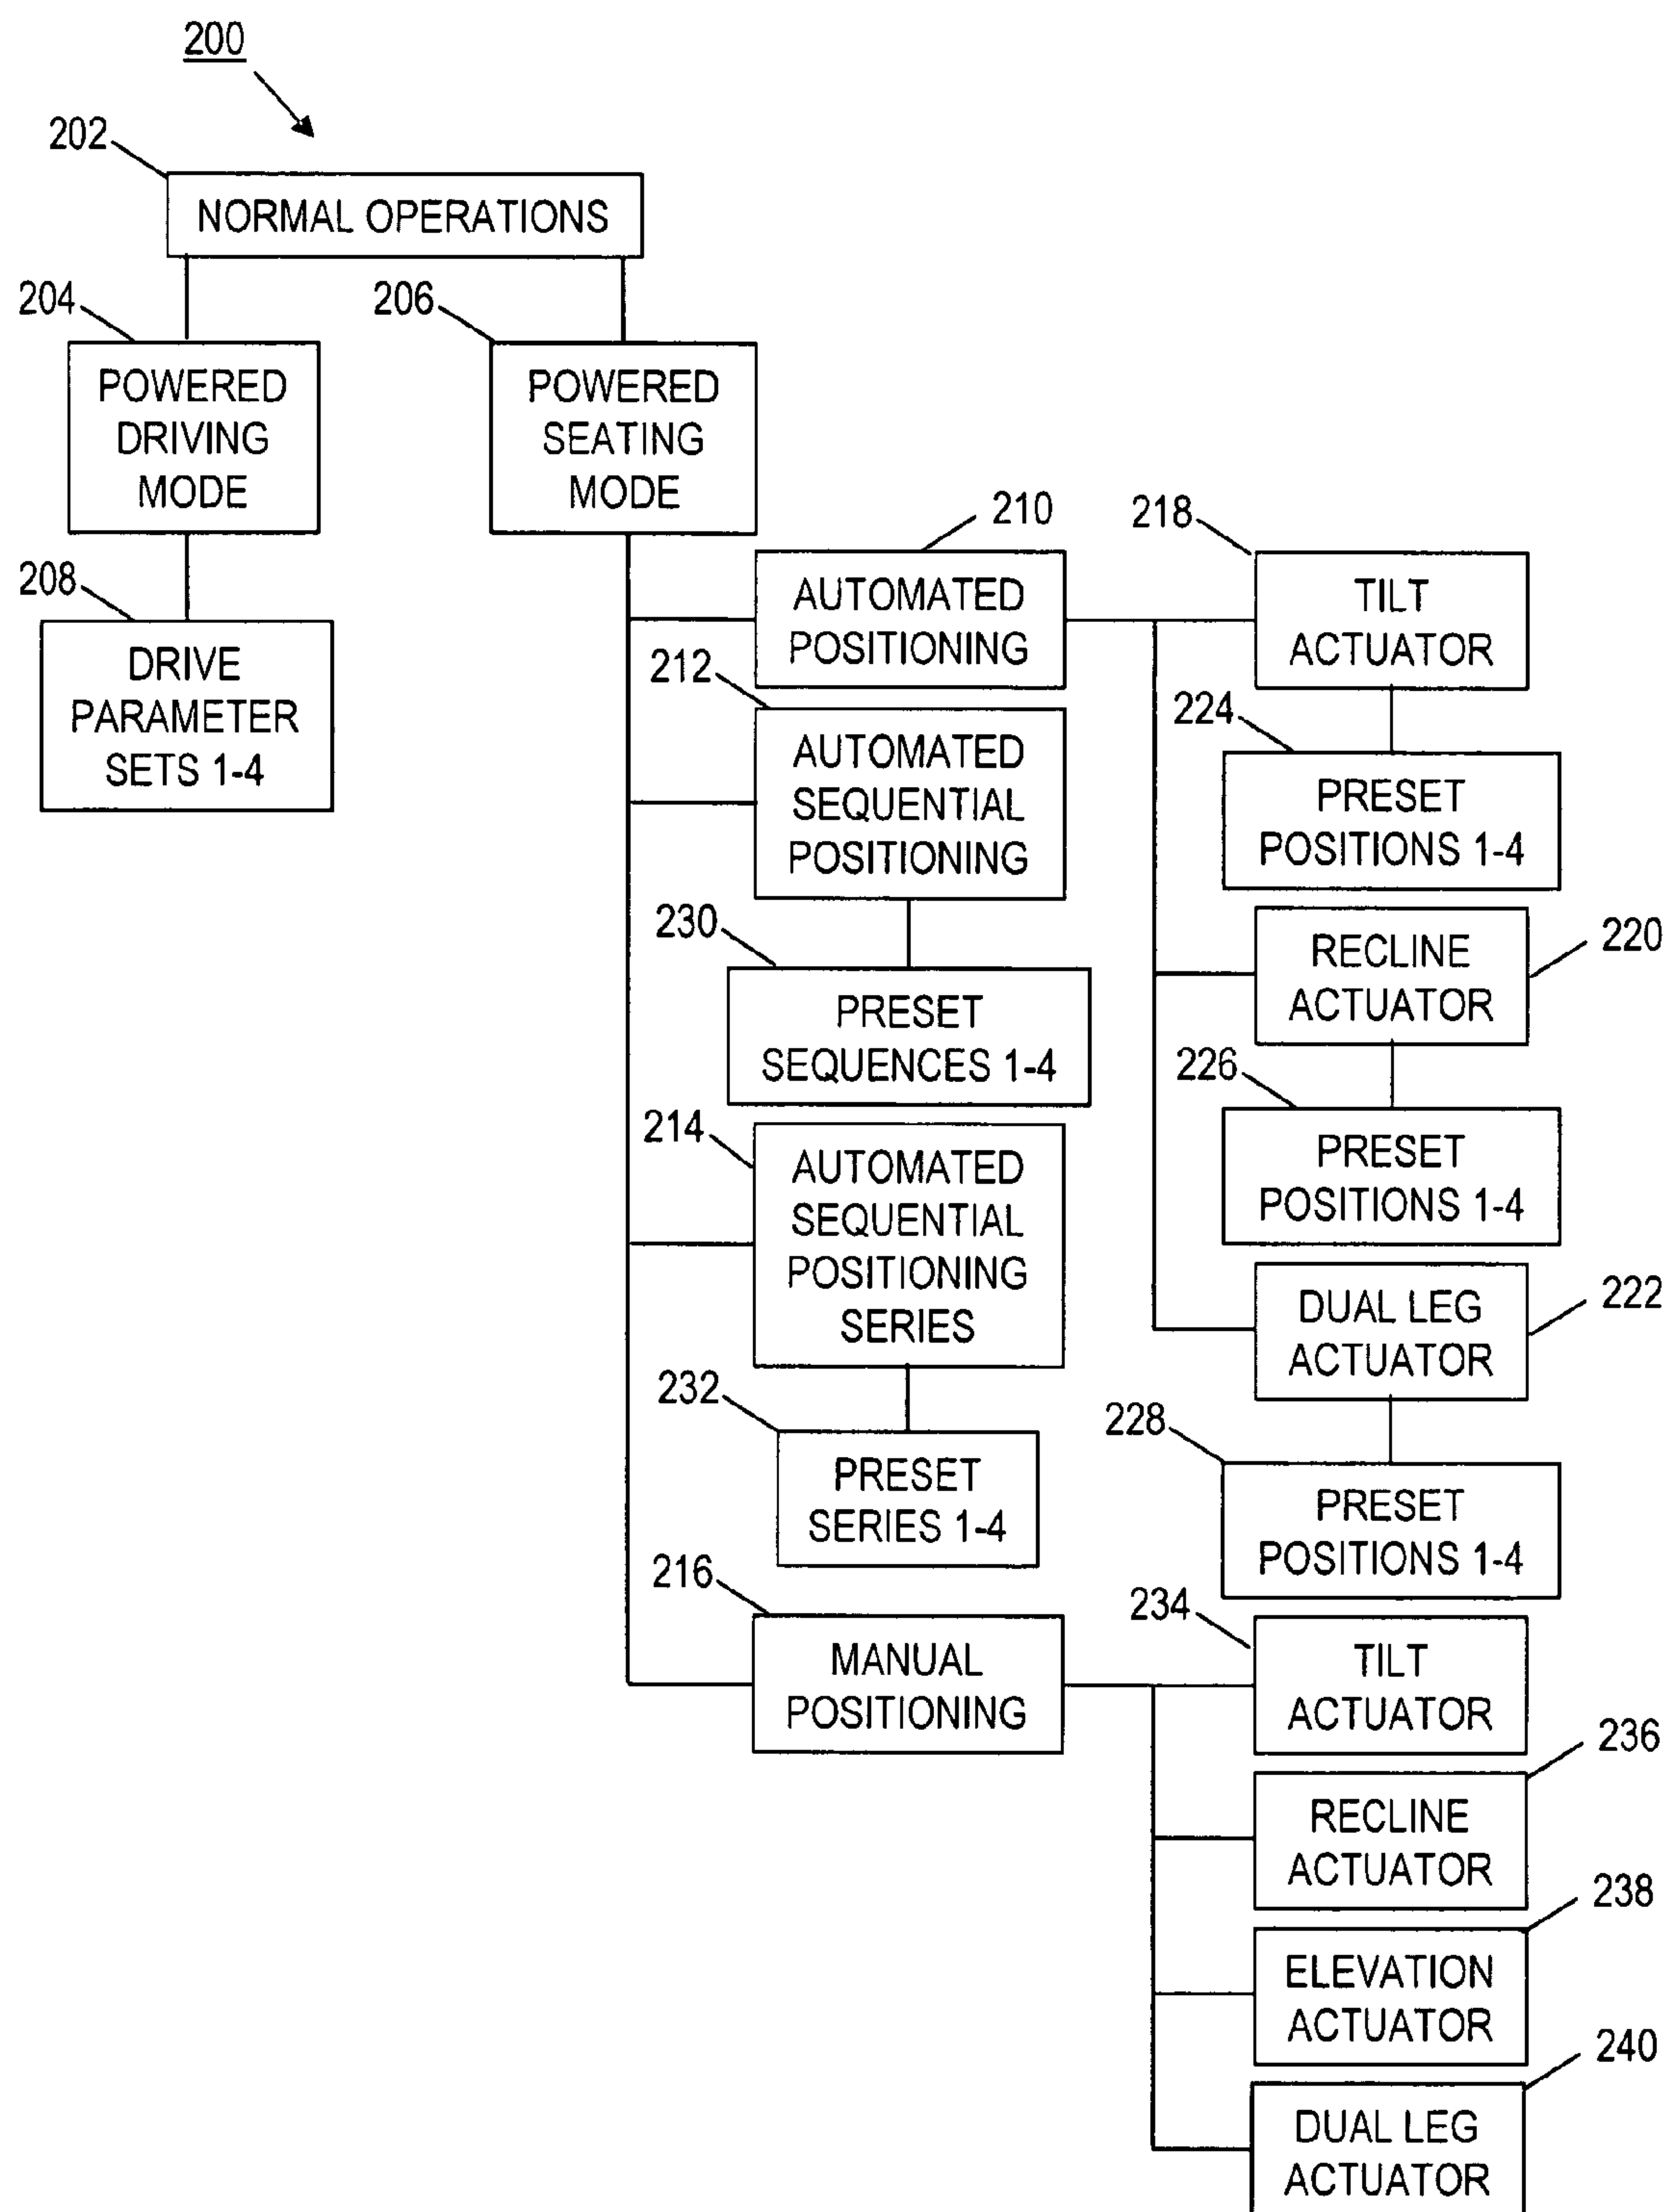 200
202
NORMAL OPERATIONS
204
206
POWERED
DRIVING
MODE
POWERED
SEATING
MODE
208
DRIVE
PARAMETER
SETS 1-4
210
AUTOMATED
POSITIONING
212
AUTOMATED
SEQUENTIAL
POSITIONING
230
PRESET
SEQUENCES 1-4
214
AUTOMATED
SEQUENTIAL
POSITIONING
SERIES
232
PRESET
SERIES 1-4
216
MANUAL
POSITIONING
218
TILT
ACTUATOR
224
PRESET
POSITIONS 1-4
220
RECLINE
ACTUATOR
226
PRESET
POSITIONS 1-4
222
DUAL LEG
ACTUATOR
228
PRESET
POSITIONS 1-4
234
TILT
ACTUATOR
236
RECLINE
ACTUATOR
238
ELEVATION
ACTUATOR
240
DUAL LEG
ACTUATOR